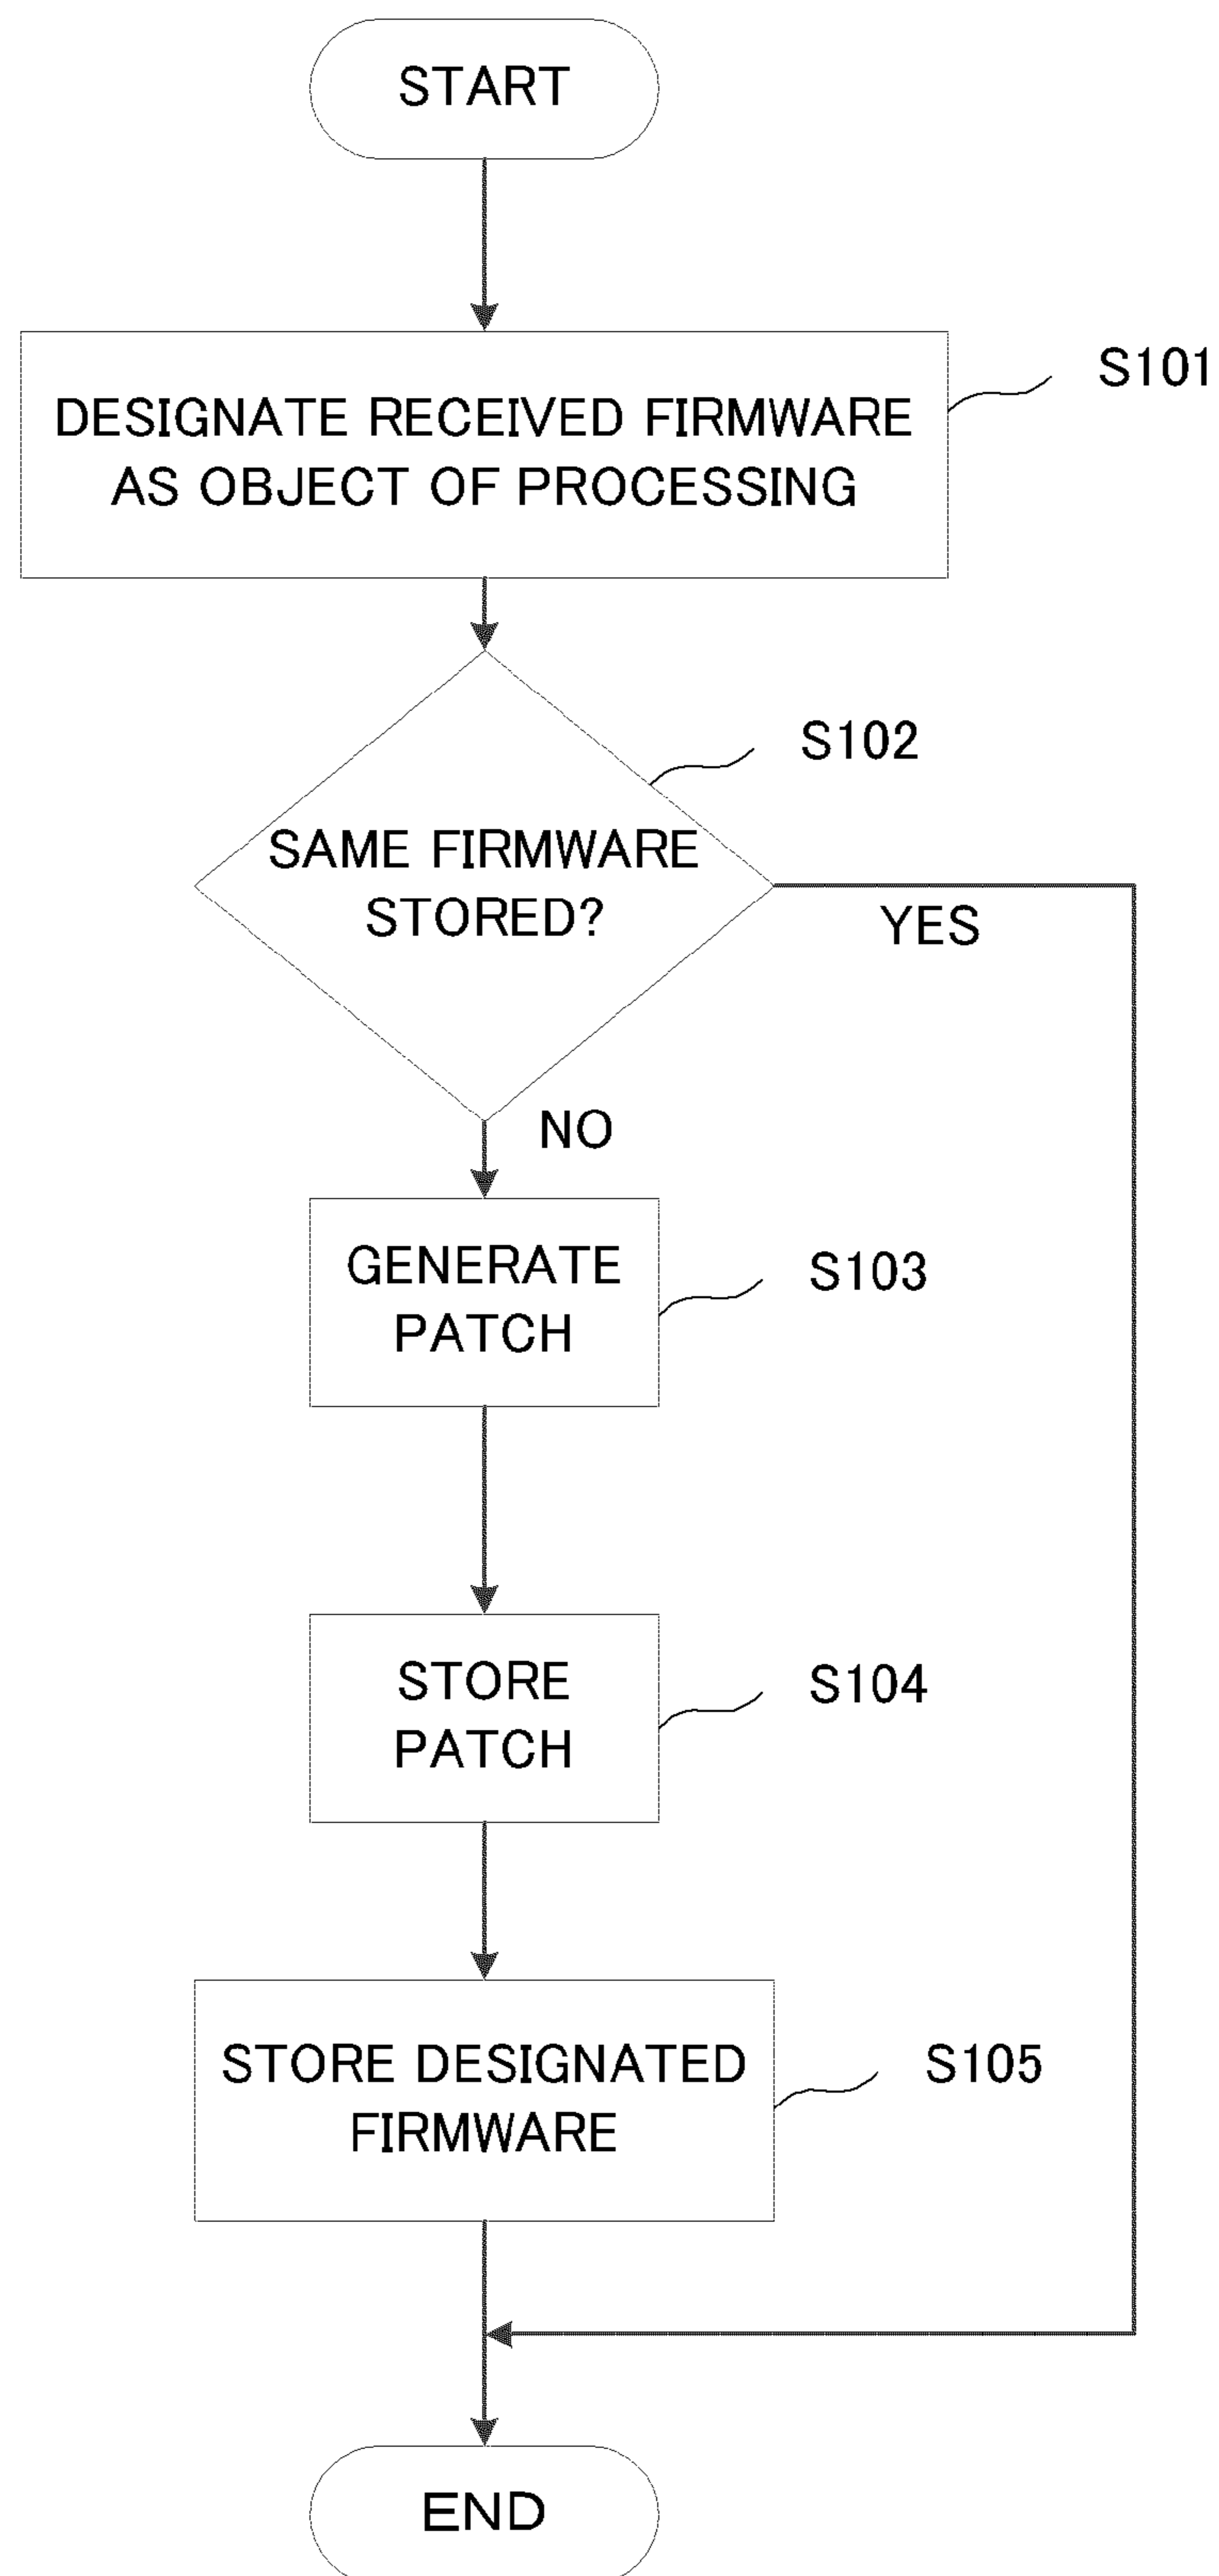 START
DESIGNATE RECEIVED FIRMWARE
AS OBJECT OF PROCESSING
S101
S102
SAME FIRMWARE
STORED?
YES
NO
GENERATE
PATCH
S103
STORE
PATCH
S104
STORE DESIGNATED
FIRMWARE
S105
END